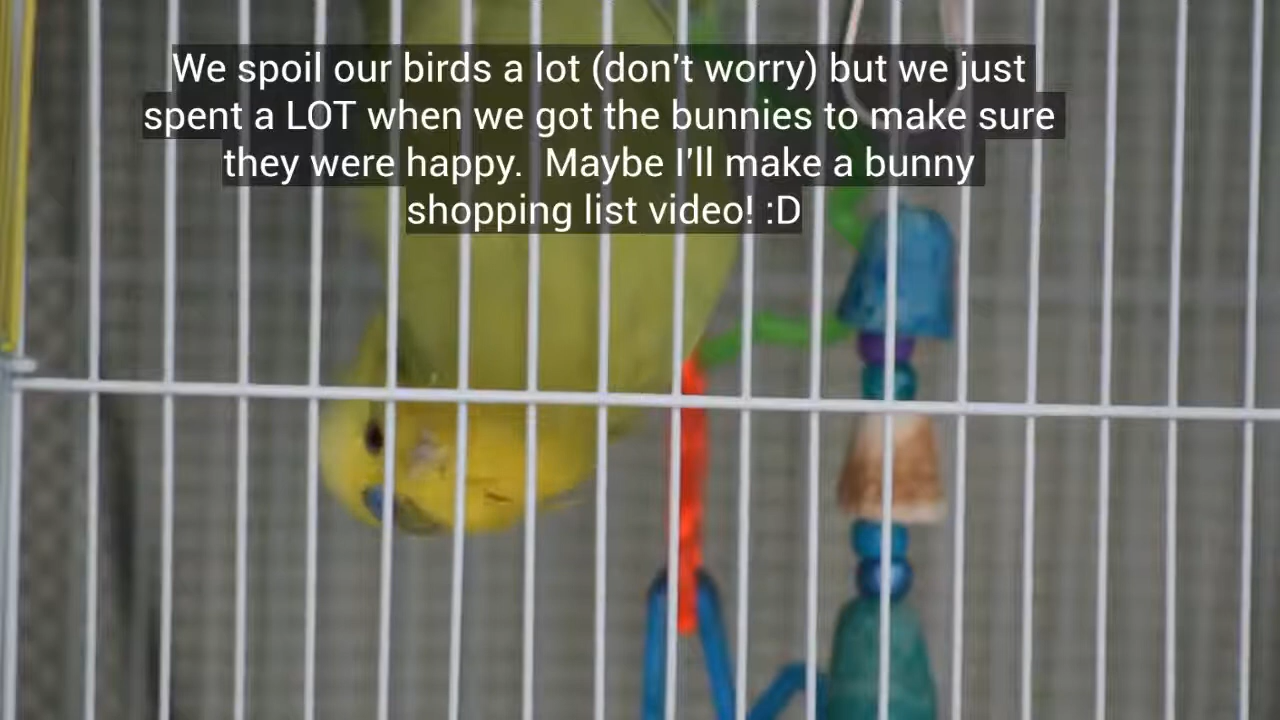 We spoil our birds a lot (don't worry) but we just
spent a LOT when we got the bunnies to make sure
they were happy.  Maybe I'll make a bunny
shopping list video! :D